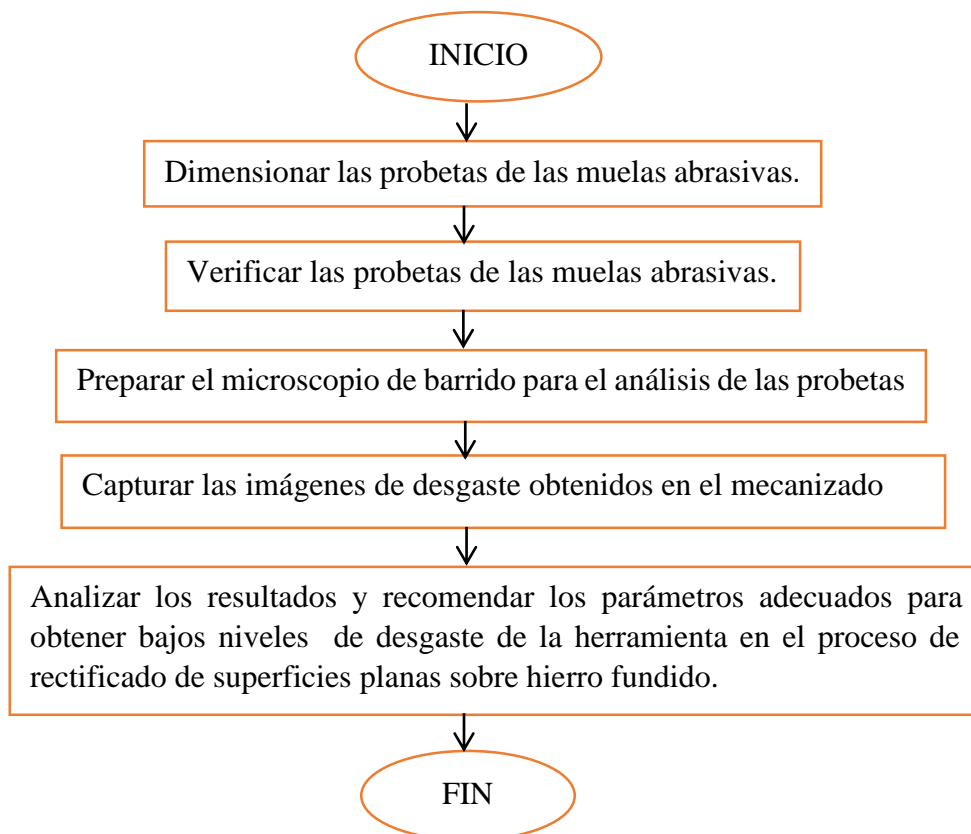 INICIO
Dimensionar las probetas de las muelas abrasivas.
Verificar las probetas de las muelas abrasivas.
Preparar el microscopio de barrido para el análisis de las probetas
Capturar las imágenes de desgaste obtenidos en el mecanizado
Analizar los resultados y recomendar los parámetros adecuados para
obtener bajos niveles de desgaste de la herramienta en el proceso de
rectificado de superficies planas sobre hierro fundido.
FIN